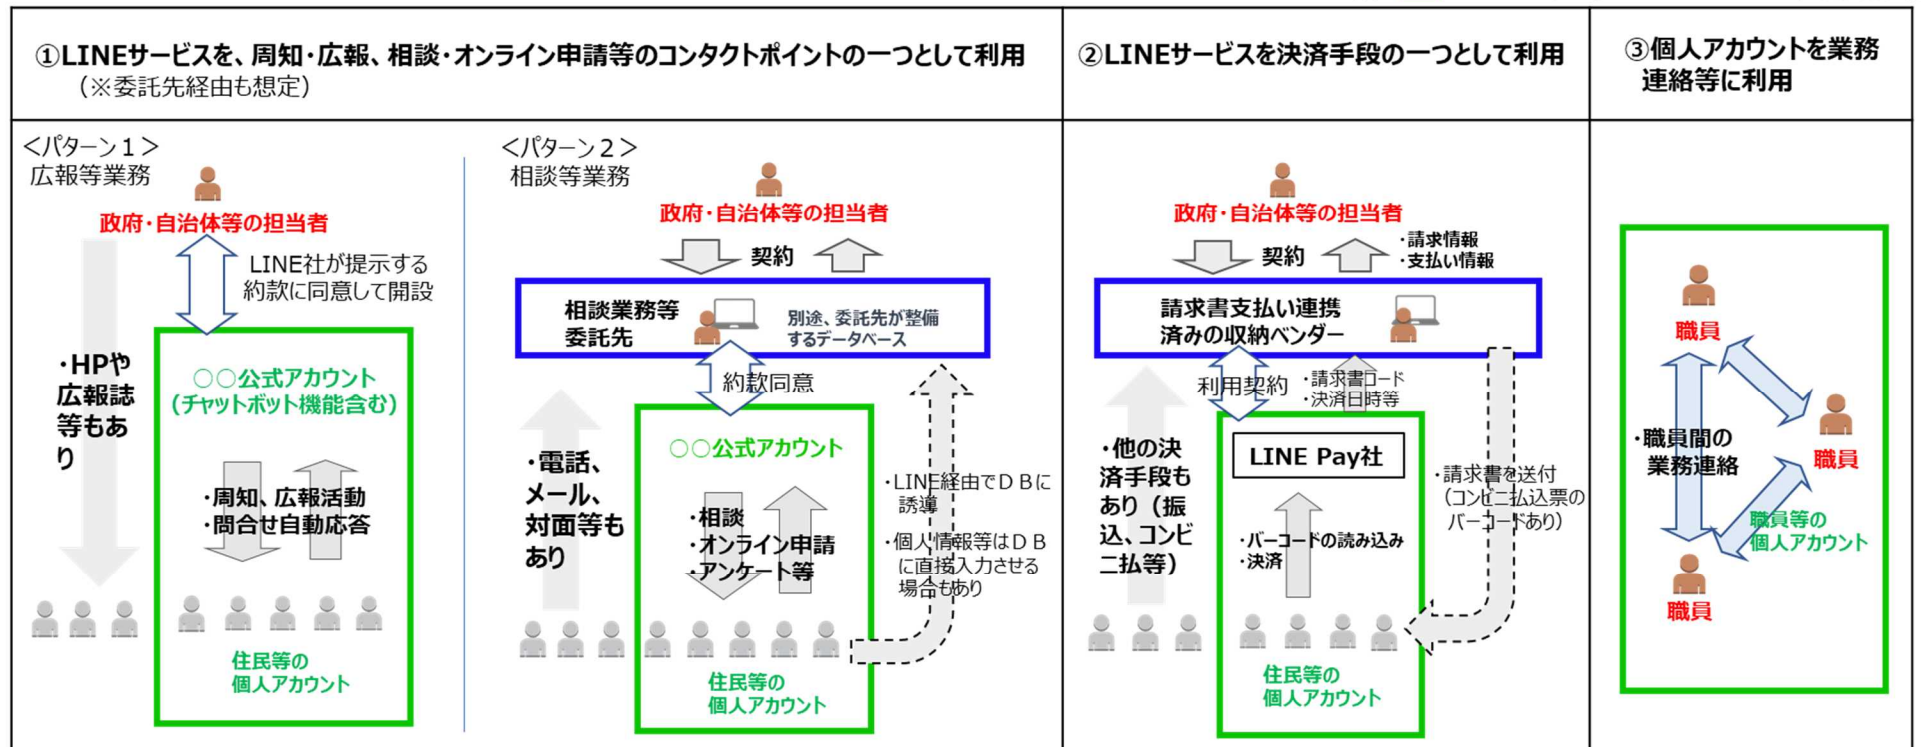 ①LINEサービスを、周知・広報、相談・オンライン申請等のコンタクトポイントの一つとして利用
（※委託先経由も想定）
②LINEサービスを決済手段の一つとして利用
③個人アカウントを業務
連絡等に利用
＜パターン１＞
広報等業務
政府・自治体等の担当者
LINE社が提示する
約款に同意して開設
・HPや
広報誌
等もあ
り
○○公式アカウント
（チャットボット機能含む）
・周知、広報活動
・問合せ自動応答
住民等の
個人アカウント
＜パターン２＞
相談等業務
政府・自治体等の担当者
契約
相談業務等
委託先
別途、委託先が整備
するデータベース
約款同意
・電話、
メール、
対面等も
あり
○○公式アカウント
・相談
・オンライン申請
・アンケート等
・LINE経由でＤＢに
誘導
・個人情報等はＤＢ
に直接入力させる
場合もあり
住民等の
個人アカウント
政府・自治体等の担当者
契約
・請求情報
・支払い情報
請求書支払い連携
済みの収納ベンダー
利用契約
・請求書コード
・決済日時等
・他の決
済手段も
あり（振
込、コンビ
ニ払等）
LINE Pay社
・バーコードの読み込み
・決済
・請求書を送付
（コンビニ払込票の
バーコードあり）
住民等の
個人アカウント
職員
職員
・職員間の
業務連絡
職員等の
個人アカウント
職員